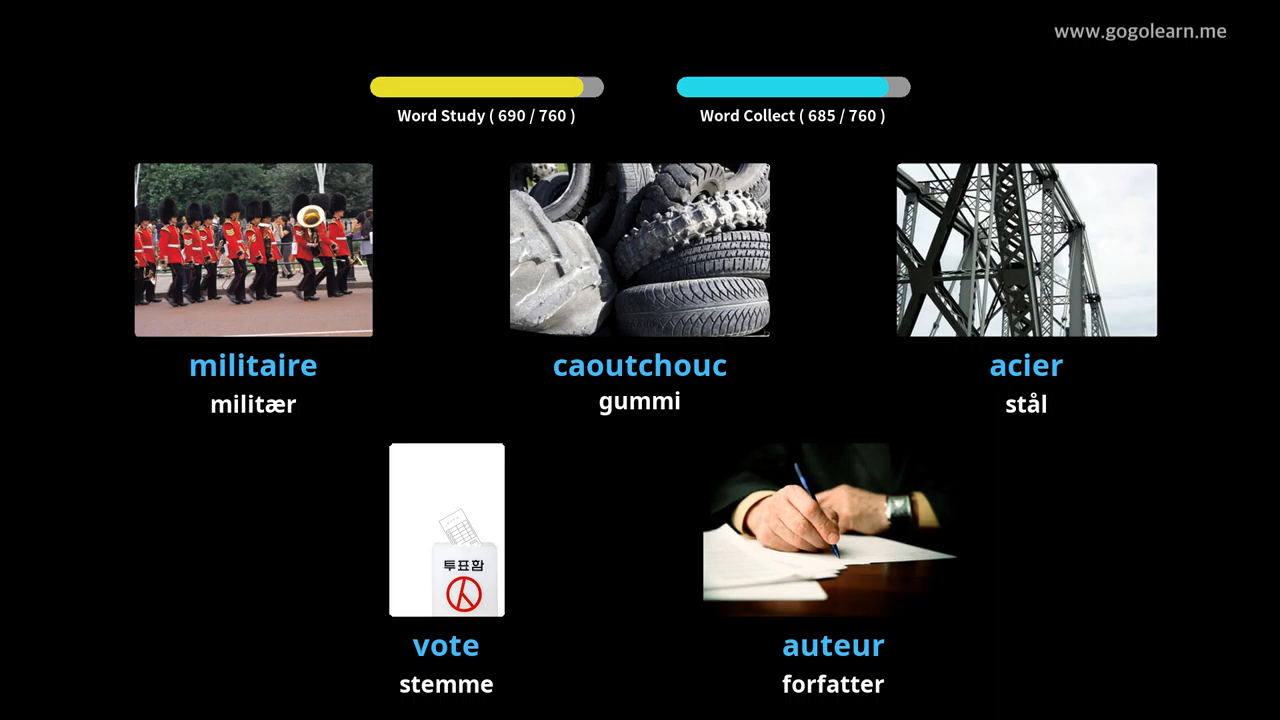 www.gogolearn.me
Word Study ( 690 / 760 )
Word Collect ( 685 / 760 )
militaire
militær
caoutchouc
gummi
acier
stål
투표함
vote
stemme
auteur
forfatter